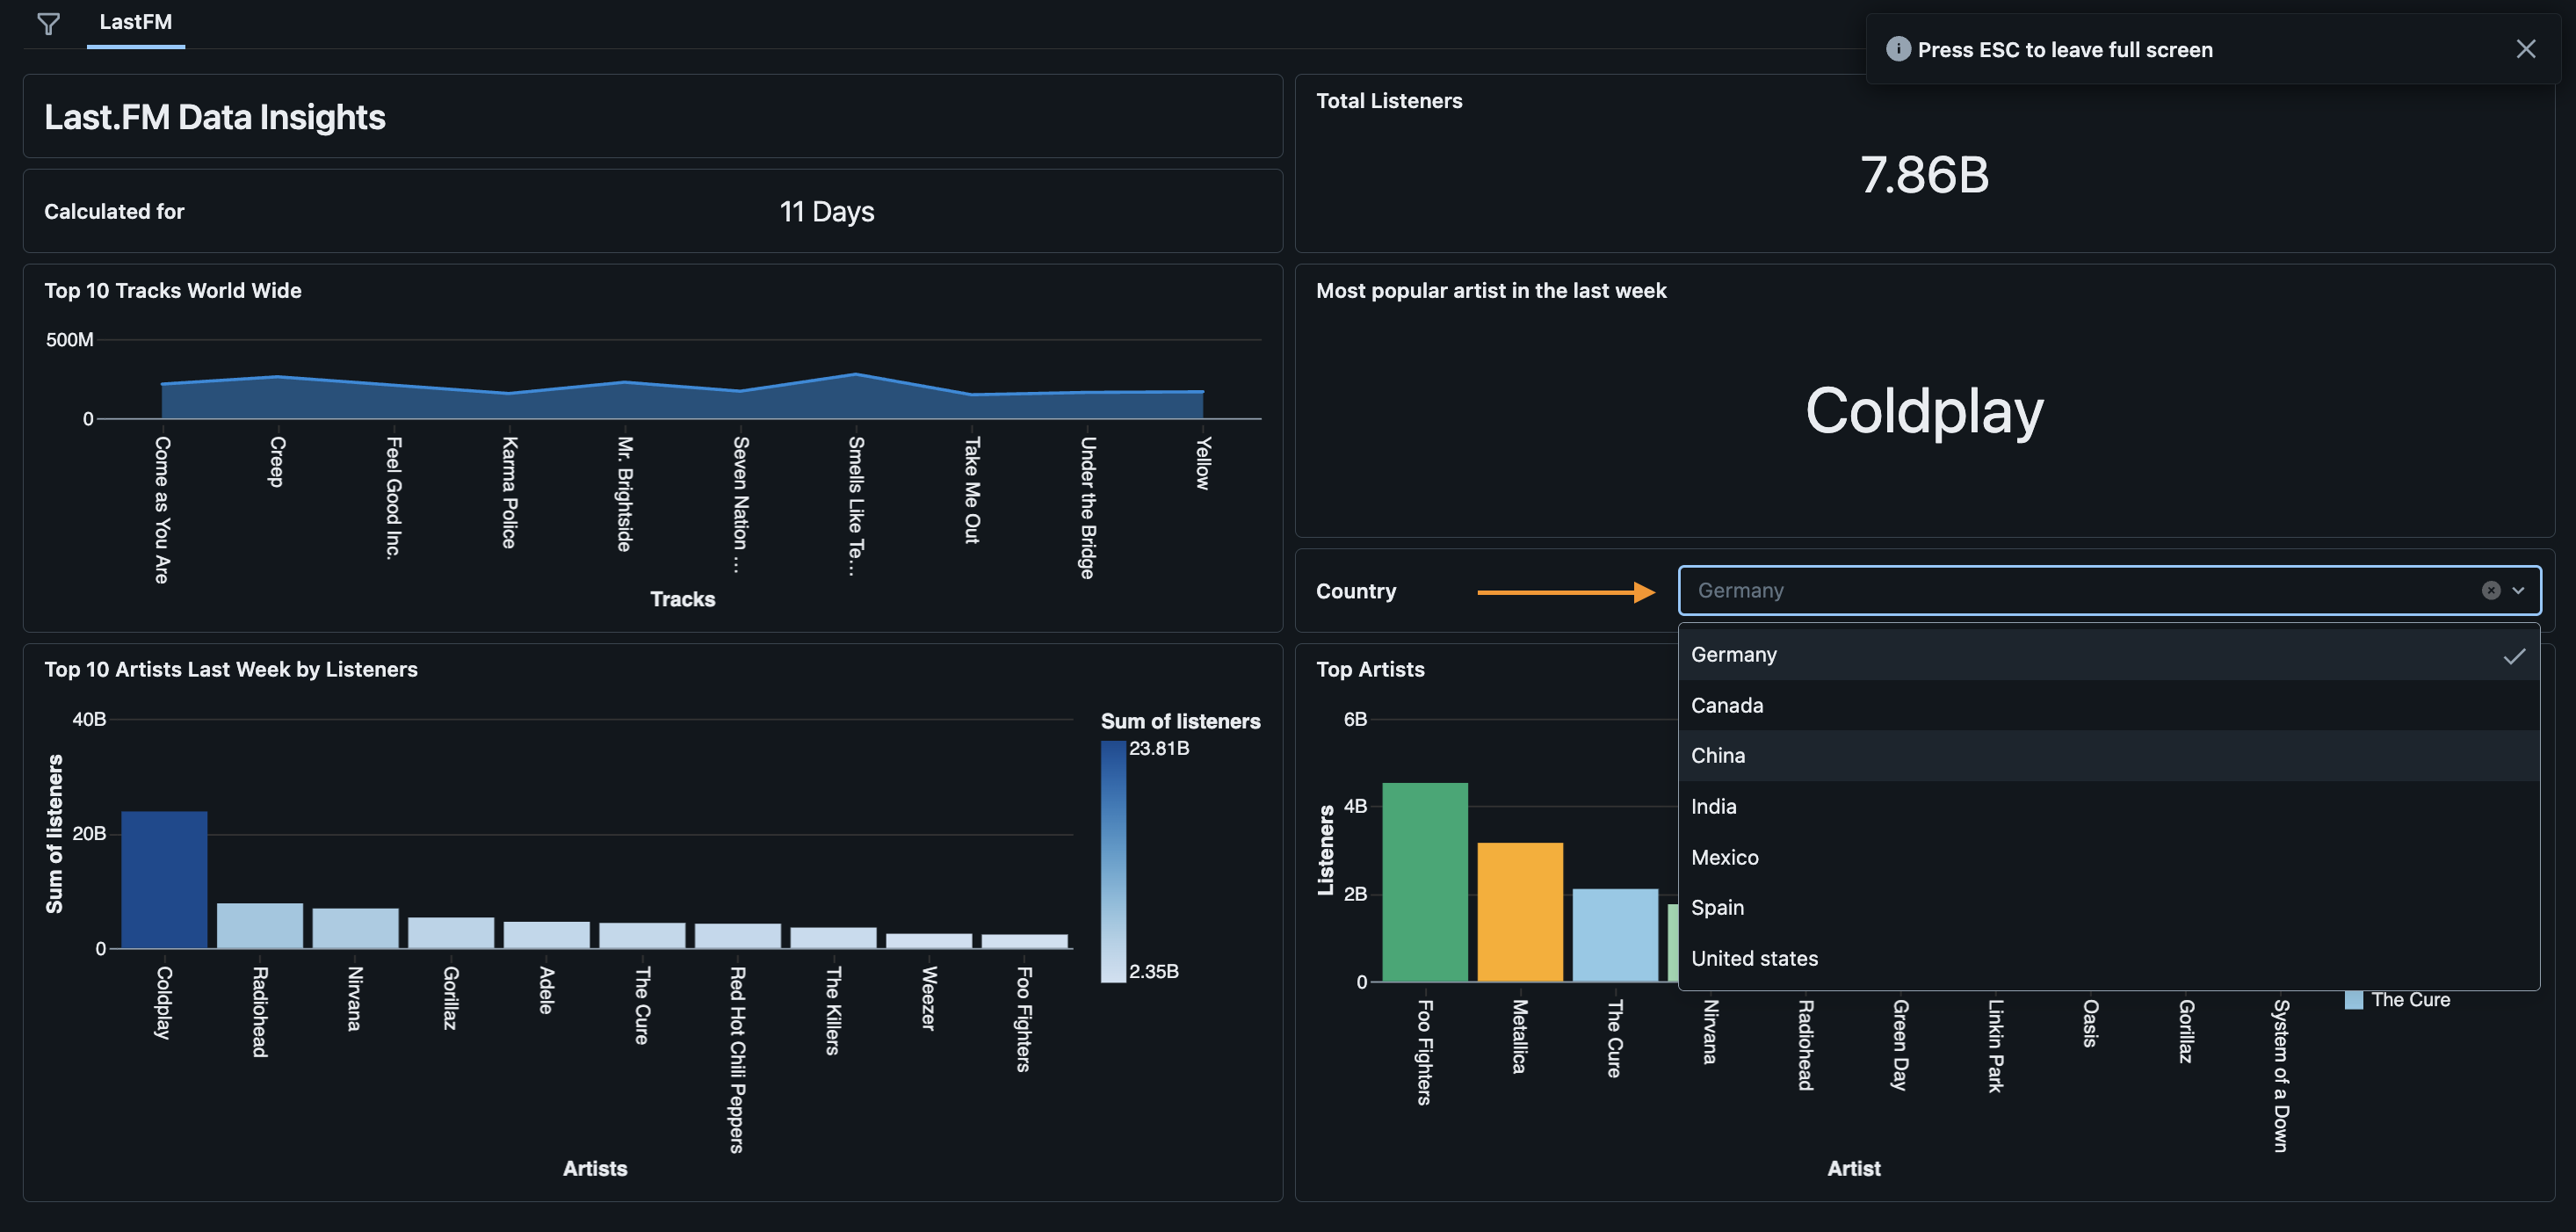 LastFM
Press ESC to leave full screen
Last.FM Data Insights
Calculated for
11 Days
Total Listeners
7.86B
Top 10 Tracks World Wide
500M
0
Come as You Are
Creep
Feel Good Inc.
Karma Police
Mr. Brightside
Seven Nation ...
Smells Like Te...
Take Me Out
Under the Bridge
Yellow
Tracks
Most popular artist in the last week
Coldplay
Country
Germany
Germany
Canada
China
India
Mexico
Spain
United states
Top 10 Artists Last Week by Listeners
Sum of listeners
40B
20B
0
Coldplay
Radiohead
Nirvana
Gorillaz
Adele
The Cure
Red Hot Chili Peppers
The Killers
Weezer
Foo Fighters
Artists
Sum of listeners
23.81B
2.35B
Top Artists
Listeners
6B
4B
2B
0
Foo Fighters
Metallica
The Cure
Nirvana
Radiohead
Green Day
Linkin Park
Oasis
Gorillaz
System of a Down
Artist
The Cure